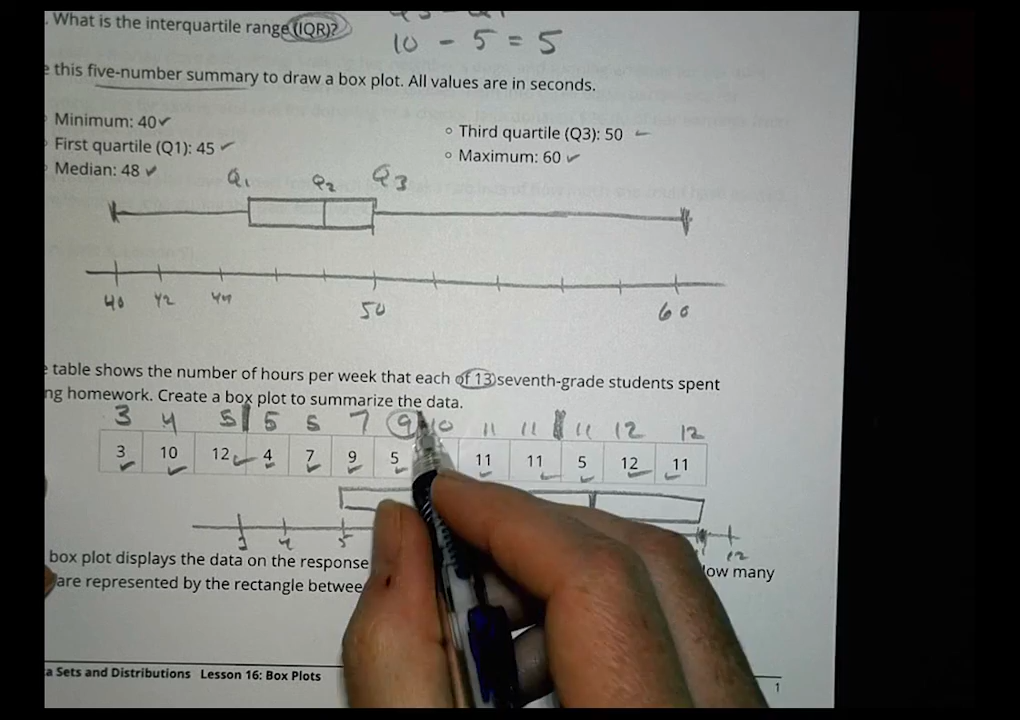 . What is the interquartile range (IQR)?
10 - 5 = 5
this five-number summary to draw a box plot. All values are in seconds.
Minimum: 40
First quartile (Q1): 45
Median: 48
Third quartile (Q3): 50
Maximum: 60
Q1 Q2 Q3
40 42 44 50 60
table shows the number of hours per week that each of 13 seventh-grade students spent
homework. Create a box plot to summarize the data.
3 4 5 5 5 7 9 10 11 11 11 12 12
3 10 12 4 7 9 5 11 11 5 12 11
3 4 5 12
box plot displays the data on the response
many
are represented by the rectangle
Sets and Distributions Lesson 16: Box Plots
1